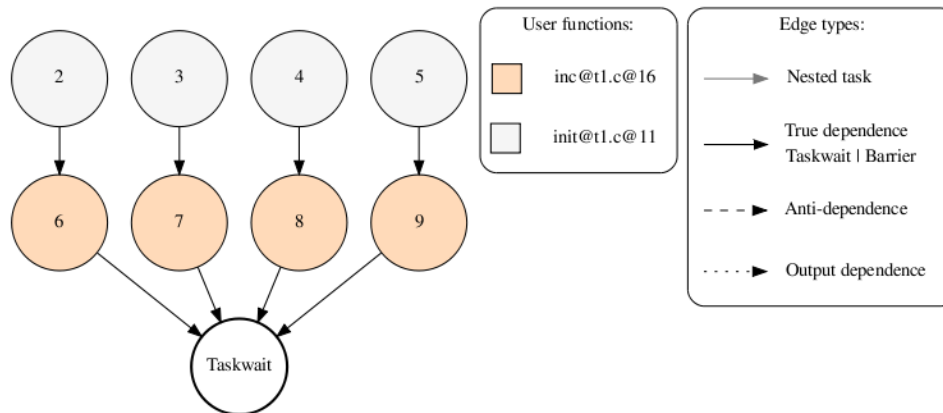 2
3
4
5
6
7
8
9
Taskwait
User functions:
inc@t1.c@16
init@t1.c@11
Edge types:
Nested task
True dependence
Taskwait | Barrier
Anti-dependence
Output dependence